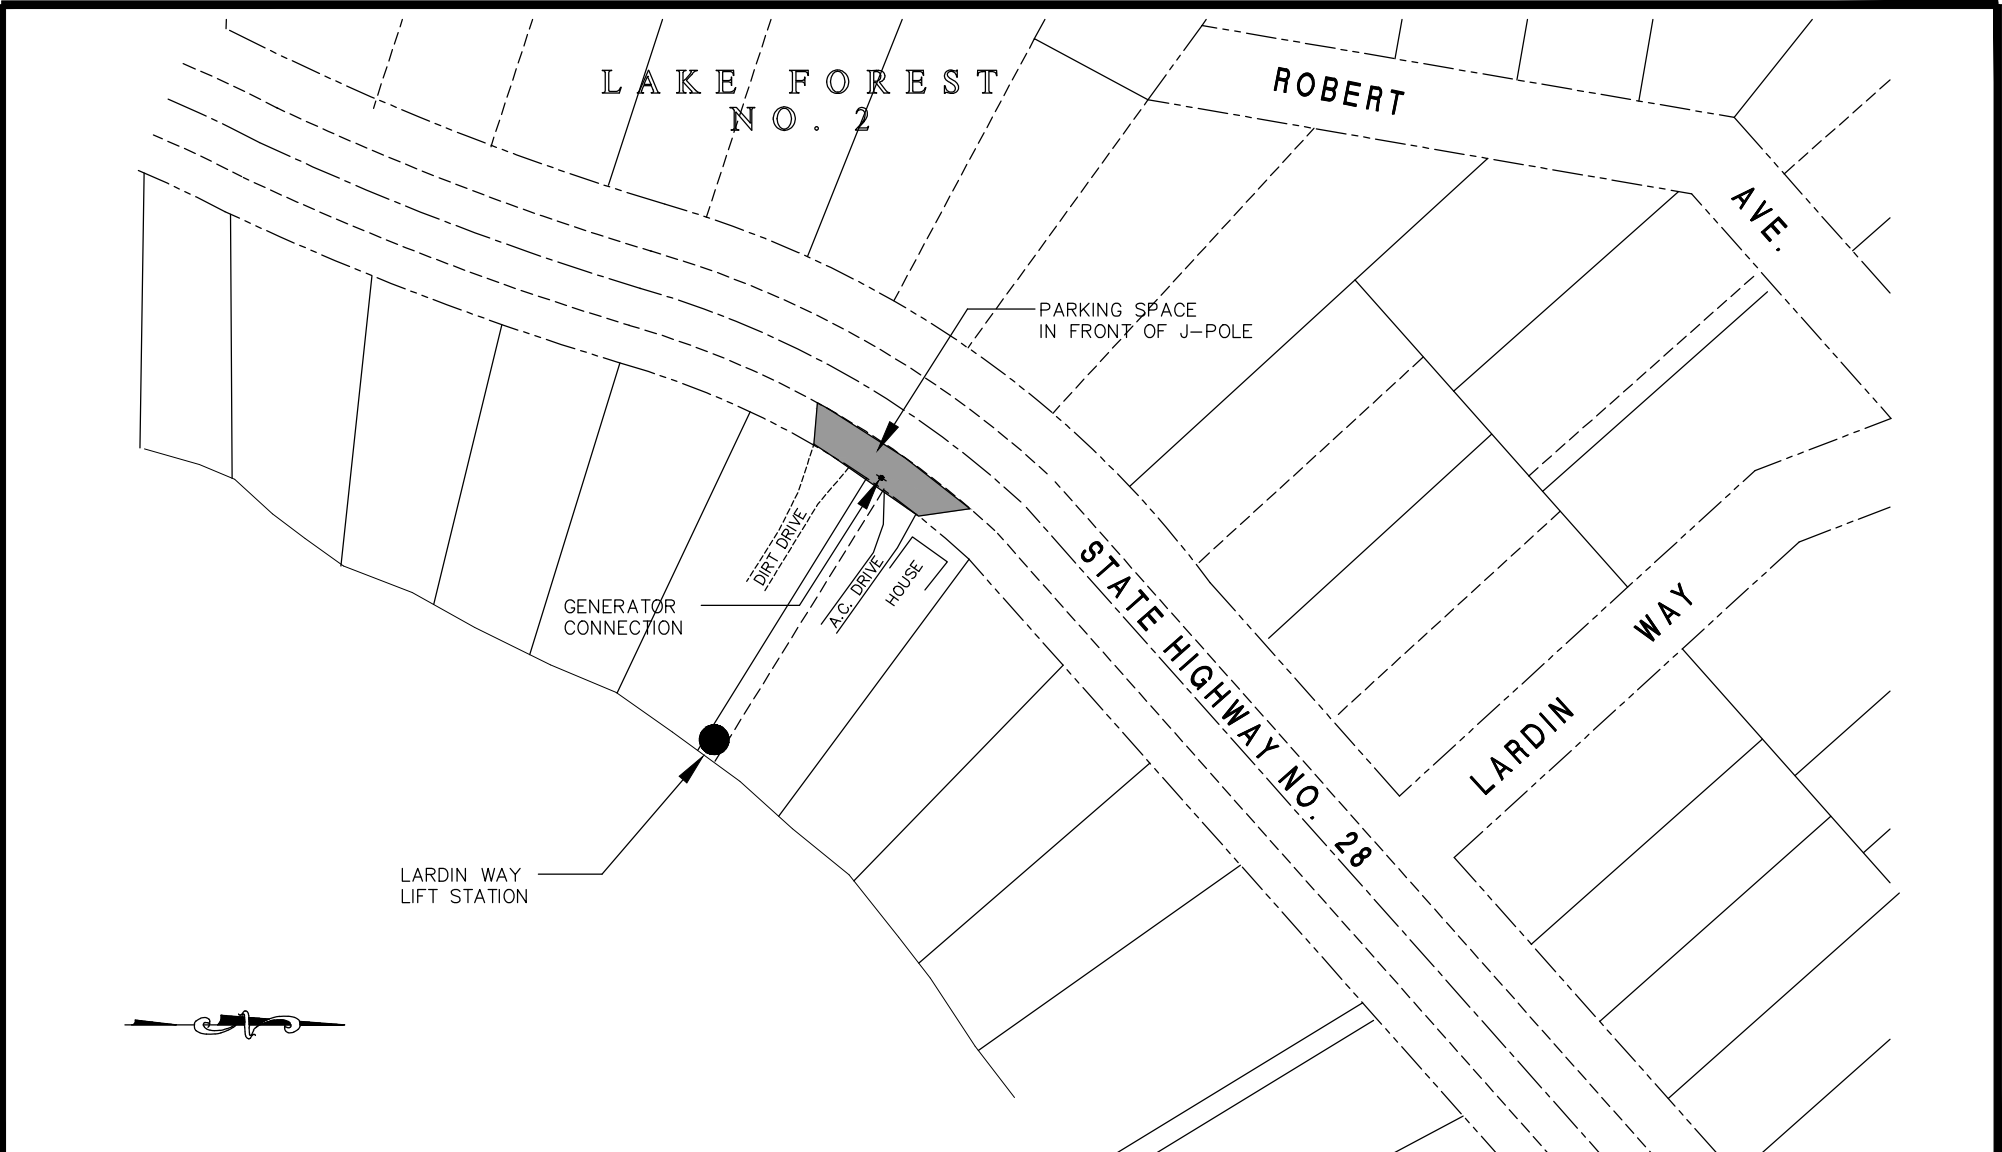 LAKE FOREST
NO. 2
ROBERT
AVE.
PARKING SPACE
IN FRONT OF J-POLE
DIRT DRIVE
A.C. DRIVE
HOUSE
GENERATOR
CONNECTION
STATE HIGHWAY NO. 28
LARDIN WAY
LARDIN WAY
LIFT STATION